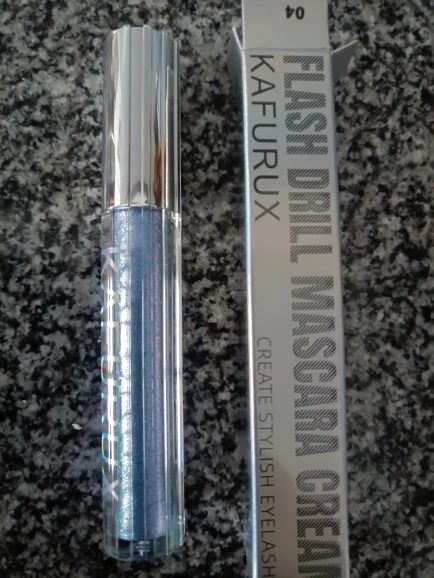 04
FLASH DRILL MASCARA CREAM
KAFURUX
CREATE STYLISH EYELASH
KAFURUX